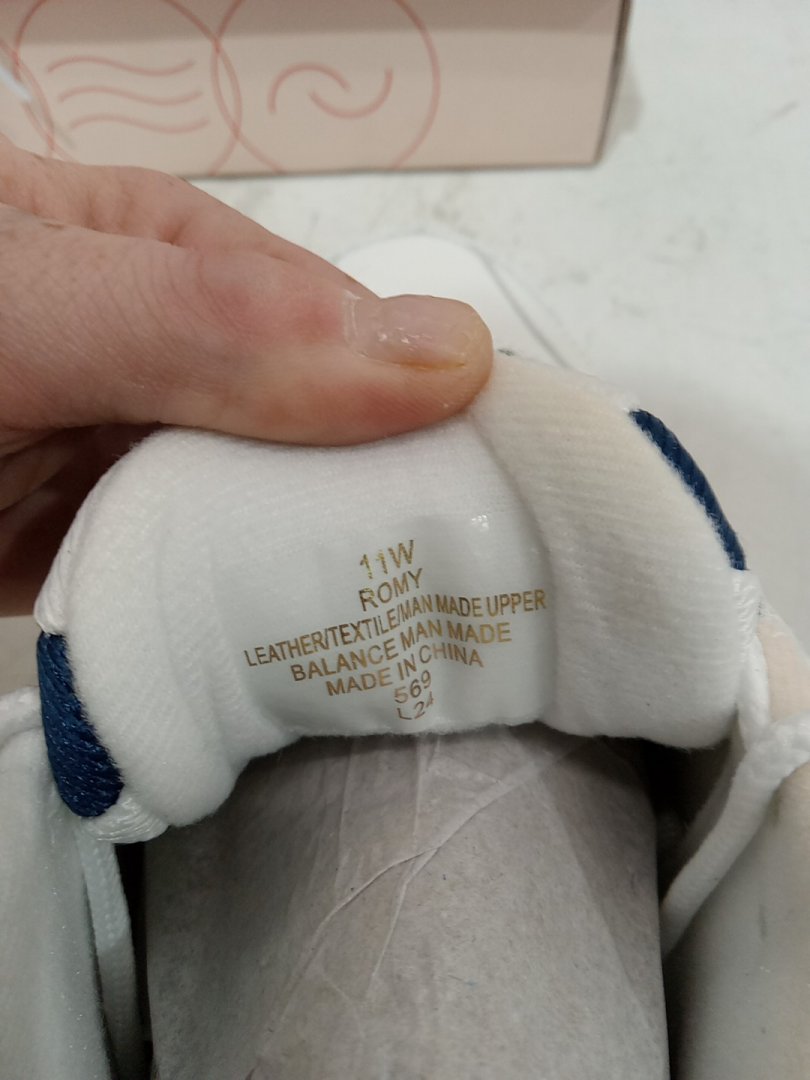 11W
ROMY
LEATHER/TEXTILE/MAN MADE UPPER
BALANCE MAN MADE
MADE IN CHINA
569
L24